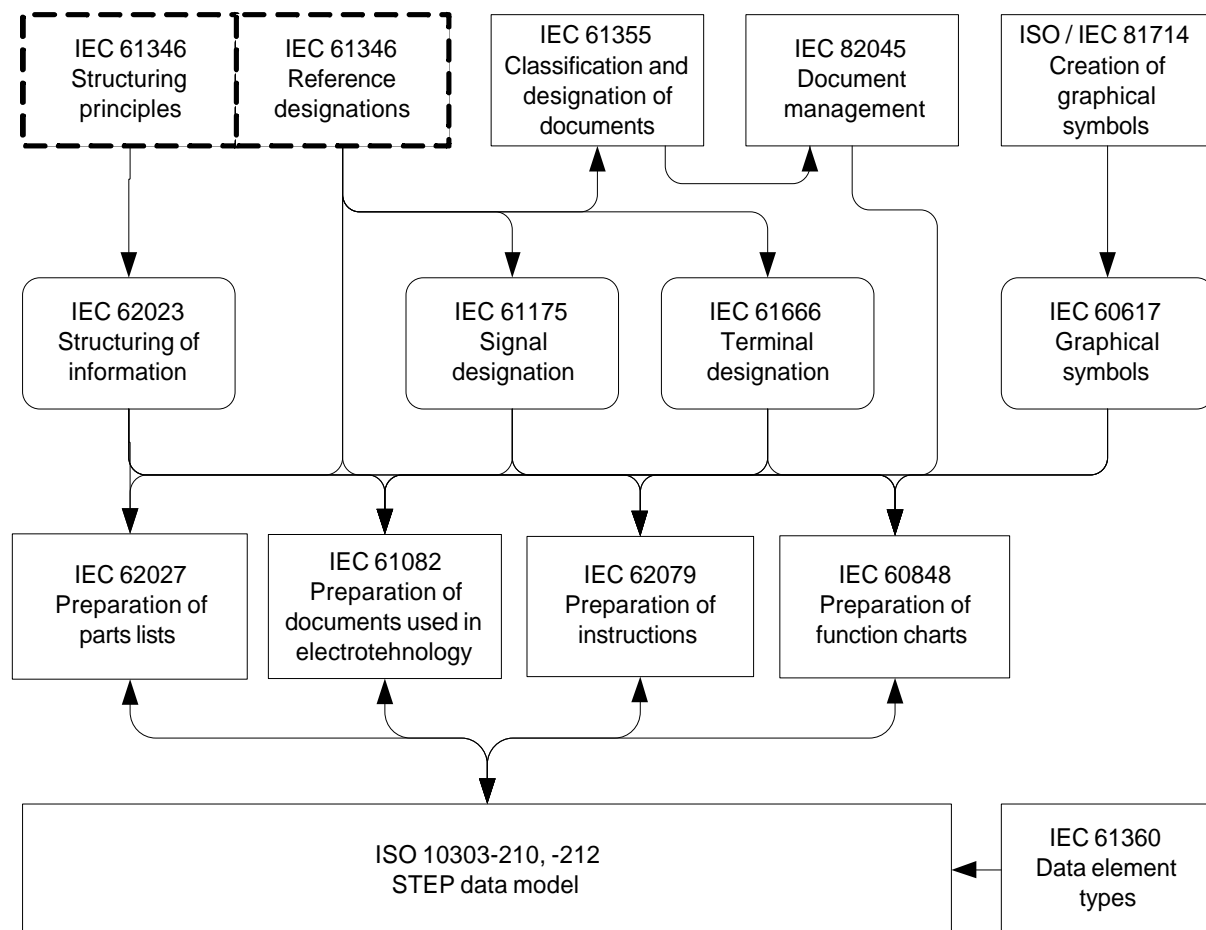 IEC 61346
Structuring
principles
IEC 61346
Reference
designations
IEC 61355
Classification and
designation of
documents
IEC 82045
Document
management
ISO / IEC 81714
Creation of
graphical
symbols
IEC 62023
Structuring of
information
IEC 61175
Signal
designation
IEC 61666
Terminal
designation
IEC 60617
Graphical
symbols
IEC 62027
Preparation of
parts lists
IEC 61082
Preparation of
documents used in
electrotehnology
IEC 62079
Preparation of
instructions
IEC 60848
Preparation of
function charts
ISO 10303-210, -212
STEP data model
IEC 61360
Data element
types